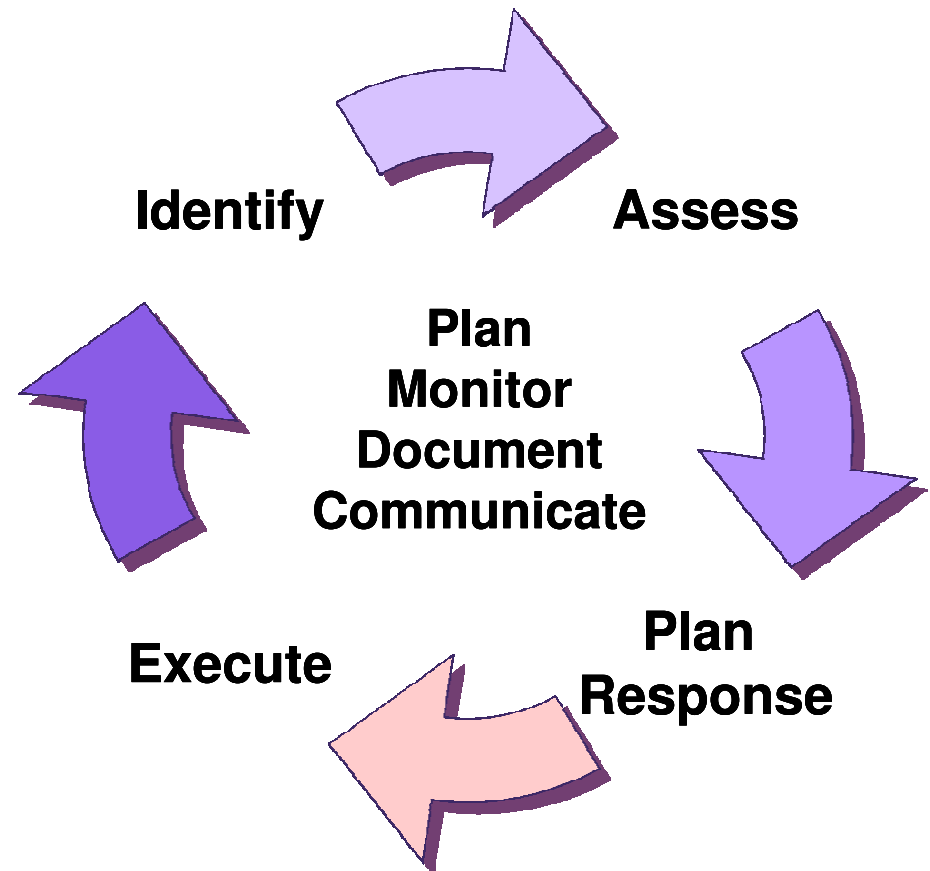 Identify
Assess
Plan
Monitor
Document
Communicate
Plan
Response
Execute